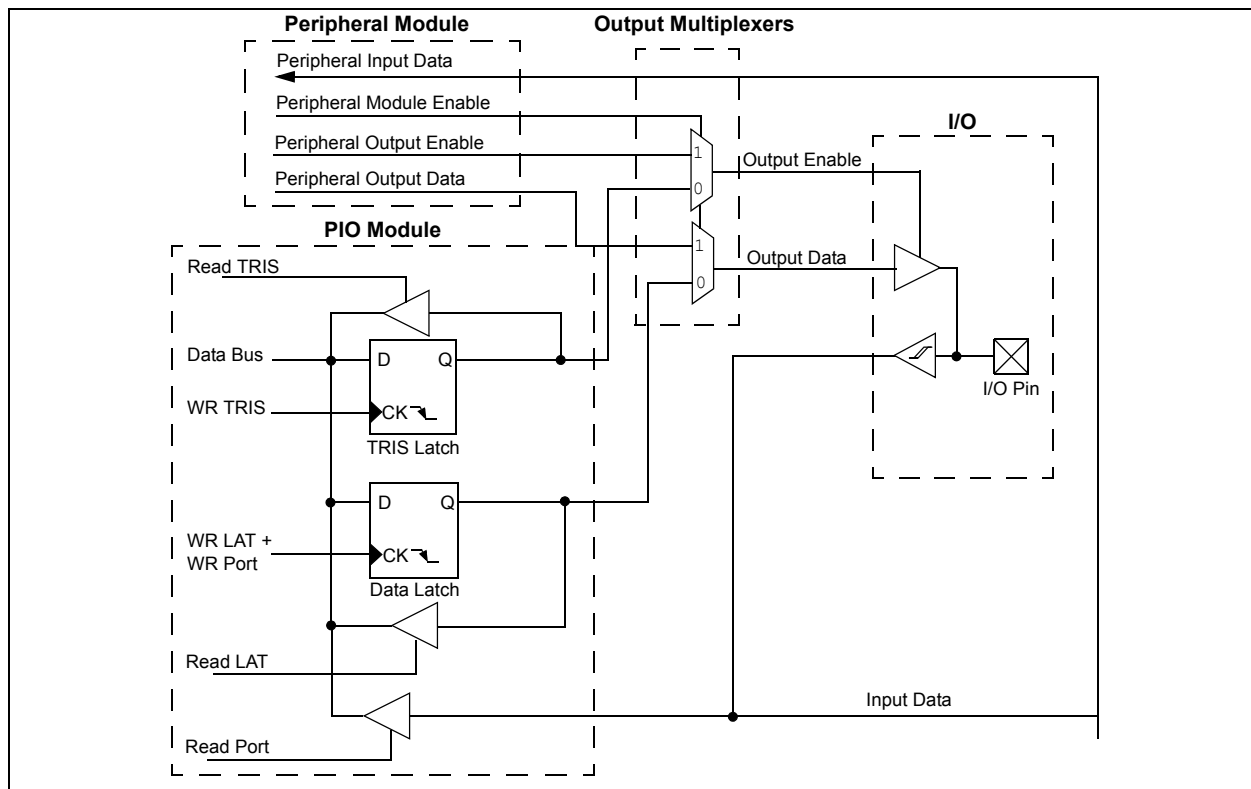 Peripheral Module
Output Multiplexers
Peripheral Input Data
Peripheral Module Enable
Peripheral Output Enable
Peripheral Output Data
1
0
1
0
Output Enable
Output Data
I/O
I/O Pin
PIO Module
Read TRIS
Data Bus
D
Q
WR TRIS
CK
TRIS Latch
D
Q
WR LAT +
WR Port
CK
Data Latch
Read LAT
Input Data
Read Port